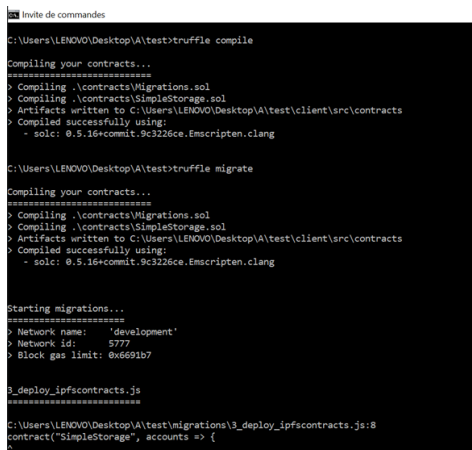 Invite de commandes
C:\Users\LENOVO\Desktop\A\test>truffle compile
Compiling your contracts...
===========================
> Compiling .\contracts\Migrations.sol
> Compiling .\contracts\SimpleStorage.sol
> Artifacts written to C:\Users\LENOVO\Desktop\A\test\client\src\contracts
> Compiled successfully using:
   - solc: 0.5.16+commit.9c3226ce.Emscripten.clang
C:\Users\LENOVO\Desktop\A\test>truffle migrate
Compiling your contracts...
===========================
> Compiling .\contracts\Migrations.sol
> Compiling .\contracts\SimpleStorage.sol
> Artifacts written to C:\Users\LENOVO\Desktop\A\test\client\src\contracts
> Compiled successfully using:
   - solc: 0.5.16+commit.9c3226ce.Emscripten.clang
Starting migrations...
======================
> Network name:    'development'
> Network id:      5777
> Block gas limit: 0x6691b7
3_deploy_ipfscontracts.js
=========================
C:\Users\LENOVO\Desktop\A\test\migrations\3_deploy_ipfscontracts.js:8
contract("SimpleStorage", accounts => {
^